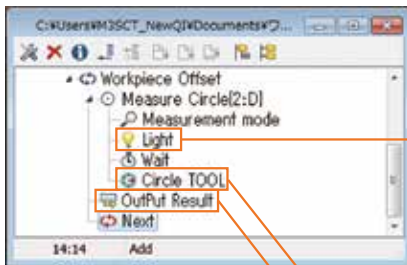 C:¥Users¥M3SCT_NewQI¥Documents¥ワ...
Workpiece Offset
Measure Circle(2:D)
Measurement mode
Light
Wait
Circle TOOL
OutPut Result
Next
14:14 Add